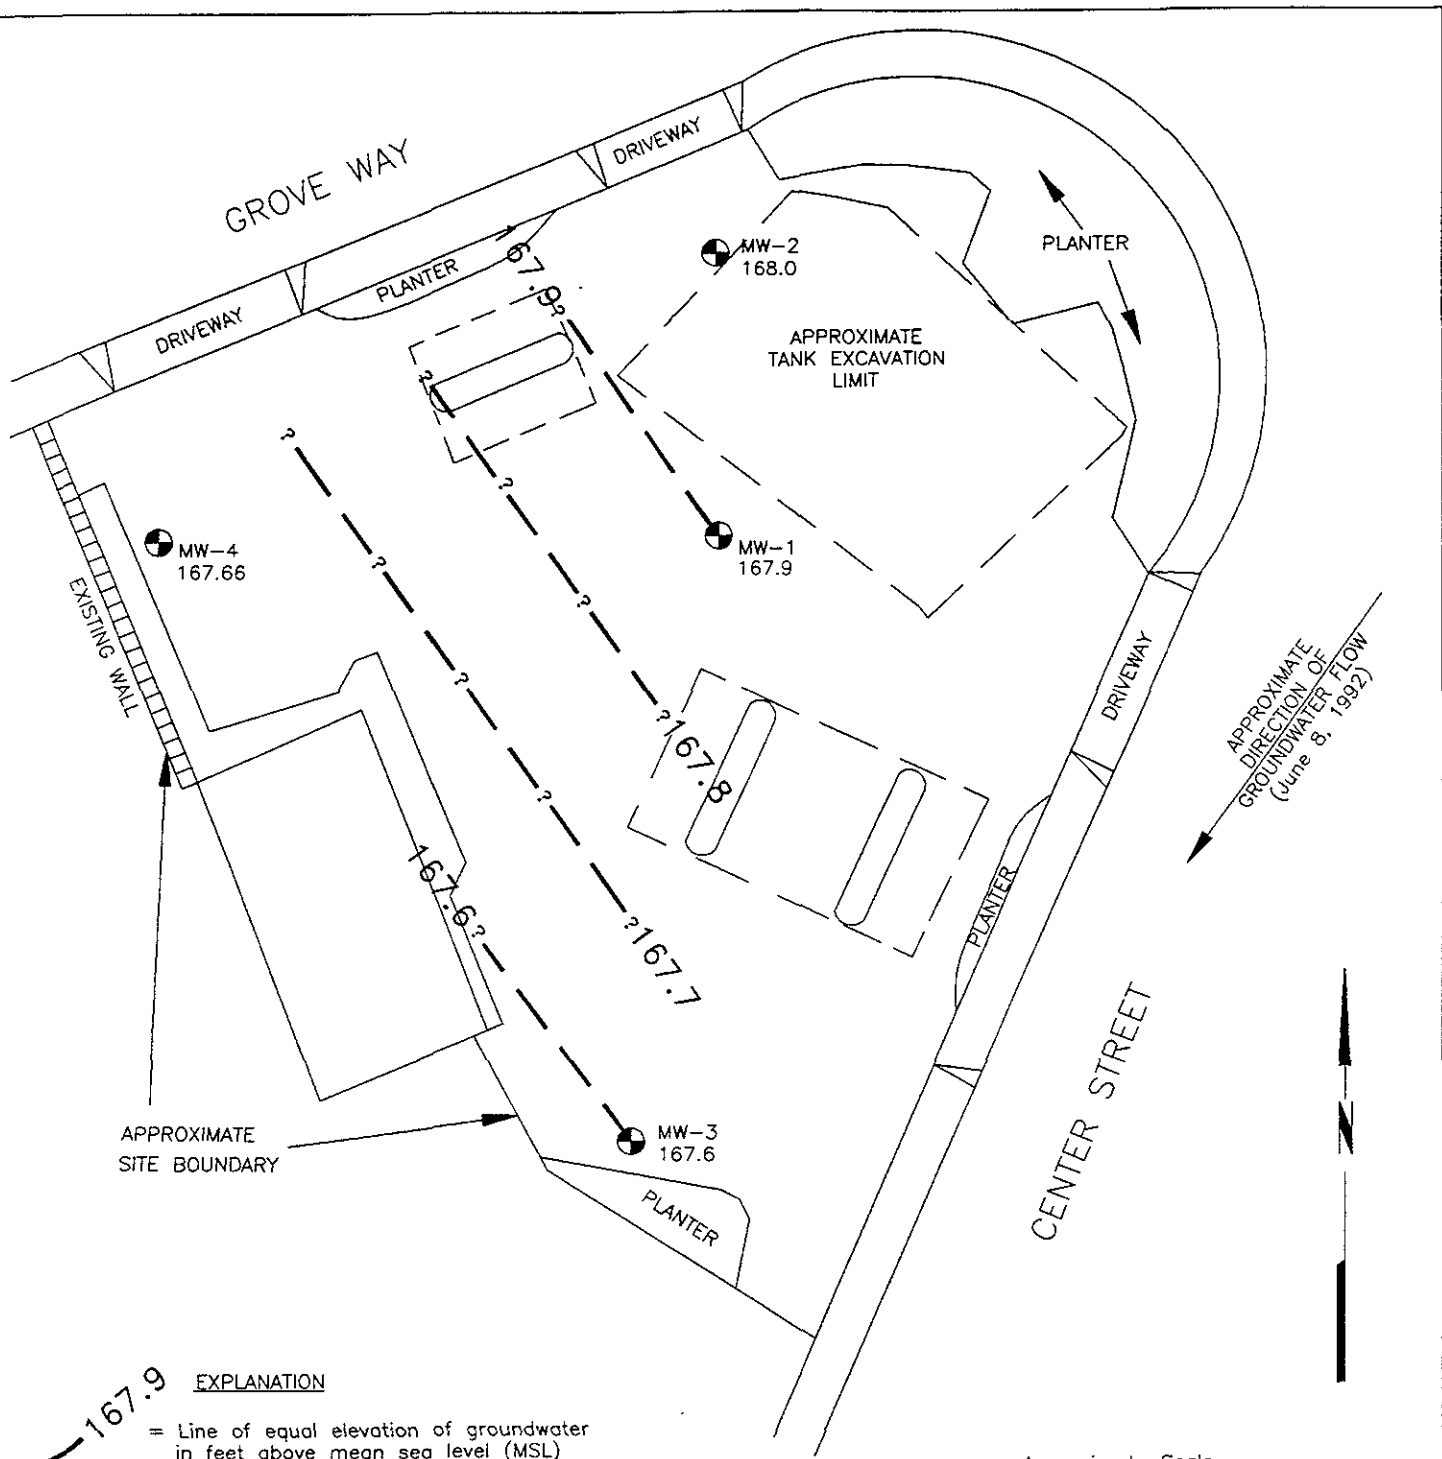 GROVE WAY
DRIVEWAY
DRIVEWAY
PLANTER
167.9?
MW-2
168.0
PLANTER
APPROXIMATE
TANK EXCAVATION
LIMIT
?
?
?
MW-4
167.66
?
?
MW-1
167.9
EXISTING WALL
?
?
?167.8
?
?167.7
167.6?
DRIVEWAY
APPROXIMATE
DIRECTION OF
GROUNDWATER FLOW
(June 8, 1992)
PLANTER
CENTER STREET
N
APPROXIMATE
SITE BOUNDARY
MW-3
167.6
PLANTER
167.9
EXPLANATION
= Line of equal elevation of groundwater
in feet above mean sea level (MSL)